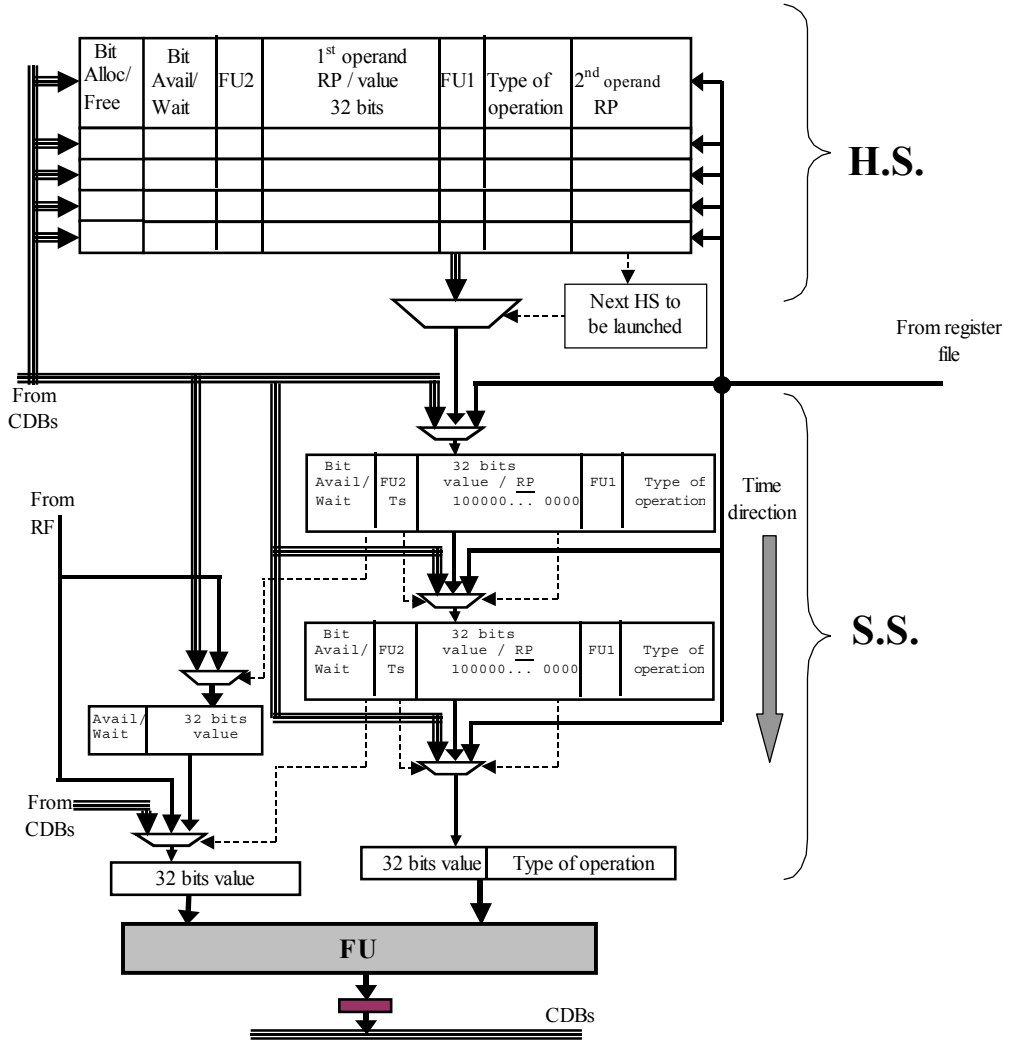 Bit
Alloc/
Free
Bit
Avail/
Wait
FU2
1st operand
RP / value
32 bits
FU1
Type of
operation
2nd operand
RP
H.S.
Next HS to
be launched
From register
file
From
CDBs
Bit
Avail/
Wait
FU2
Ts
32 bits
value / RP
100000... 0000
FU1
Type of
operation
Time
direction
From
RF
Bit
Avail/
Wait
FU2
Ts
32 bits
value / RP
100000... 0000
FU1
Type of
operation
S.S.
Avail/
Wait
32 bits
value
From
CDBs
32 bits value
32 bits value
Type of operation
FU
CDBs